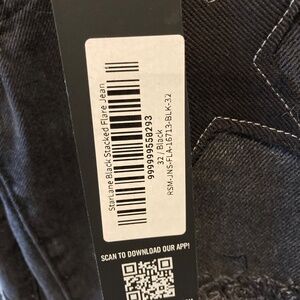 StarLane Black Stacked Flare Jean
999999558293
32 / Black
RSM-JNS-FLA-16713-BLK-32
SCAN TO DOWNLOAD OUR APP!